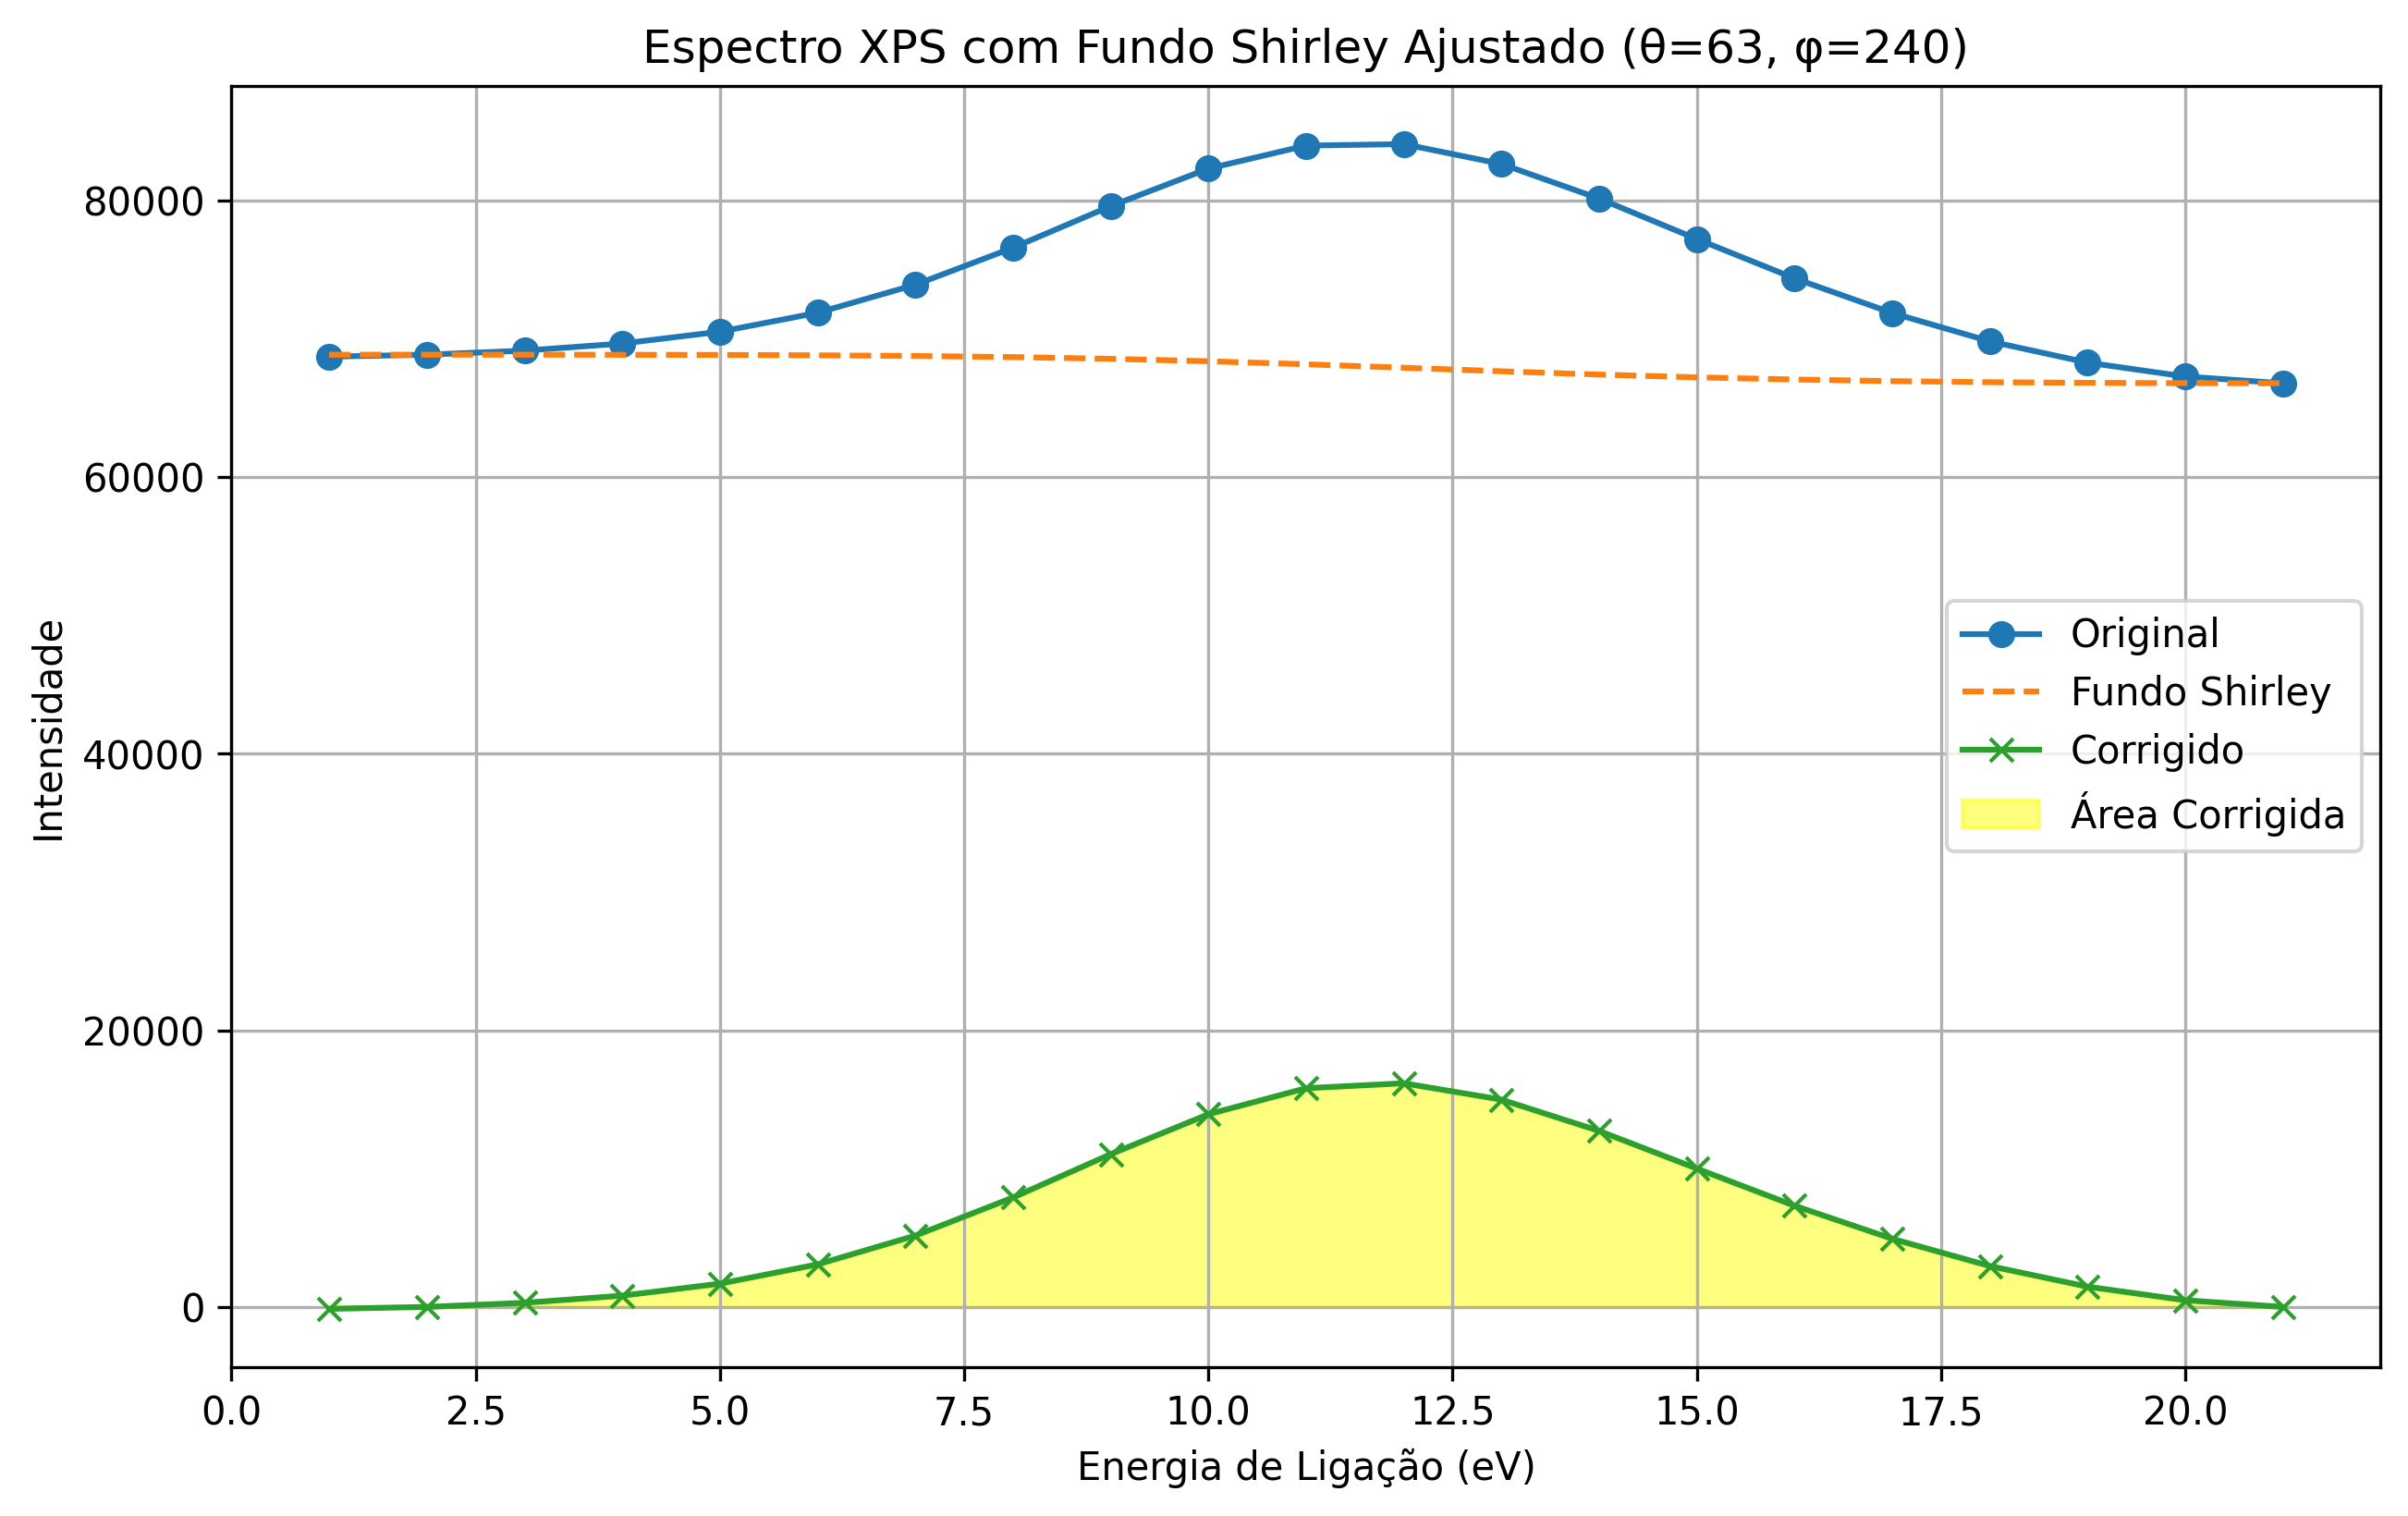 Espectro XPS com Fundo Shirley Ajustado (θ=63, φ=240)
80000
60000
40000
20000
0
Intensidade
Original
Fundo Shirley
Corrigido
Área Corrigida
0.0 2.5 5.0 7.5 10.0 12.5 15.0 17.5 20.0
Energia de Ligação (eV)